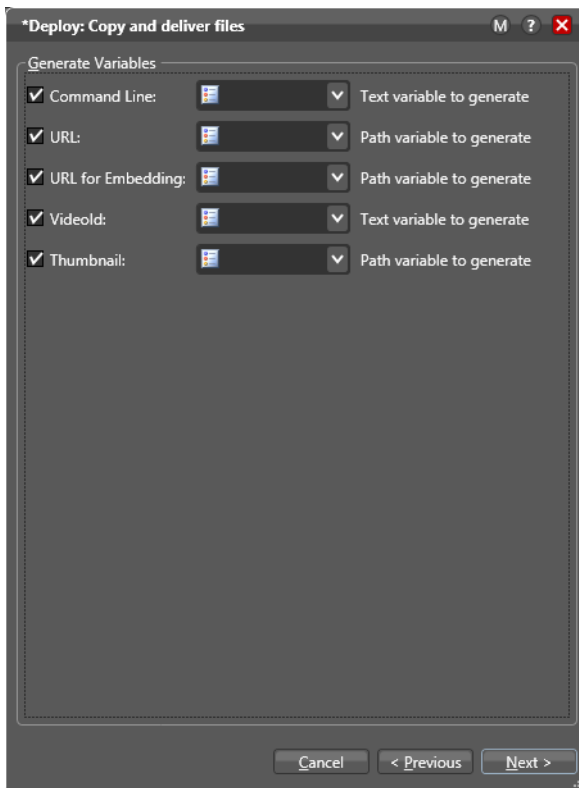 *Deploy: Copy and deliver files M ? X
Generate Variables
Command Line: Text variable to generate
URL: Path variable to generate
URL for Embedding: Path variable to generate
VideoId: Text variable to generate
Thumbnail: Path variable to generate
Cancel < Previous Next >